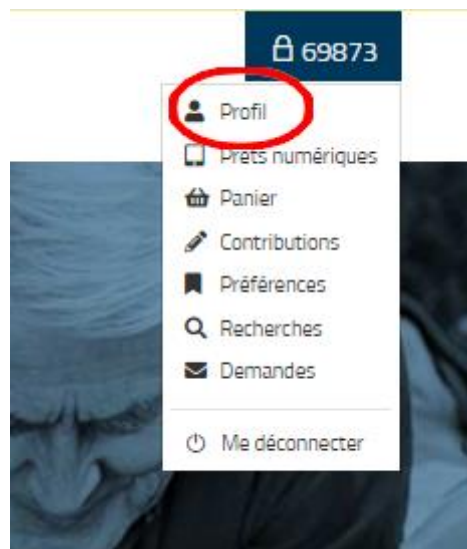 69873
Profil
Prêts numériques
Panier
Contributions
Préférences
Recherches
Demandes
Me déconnecter